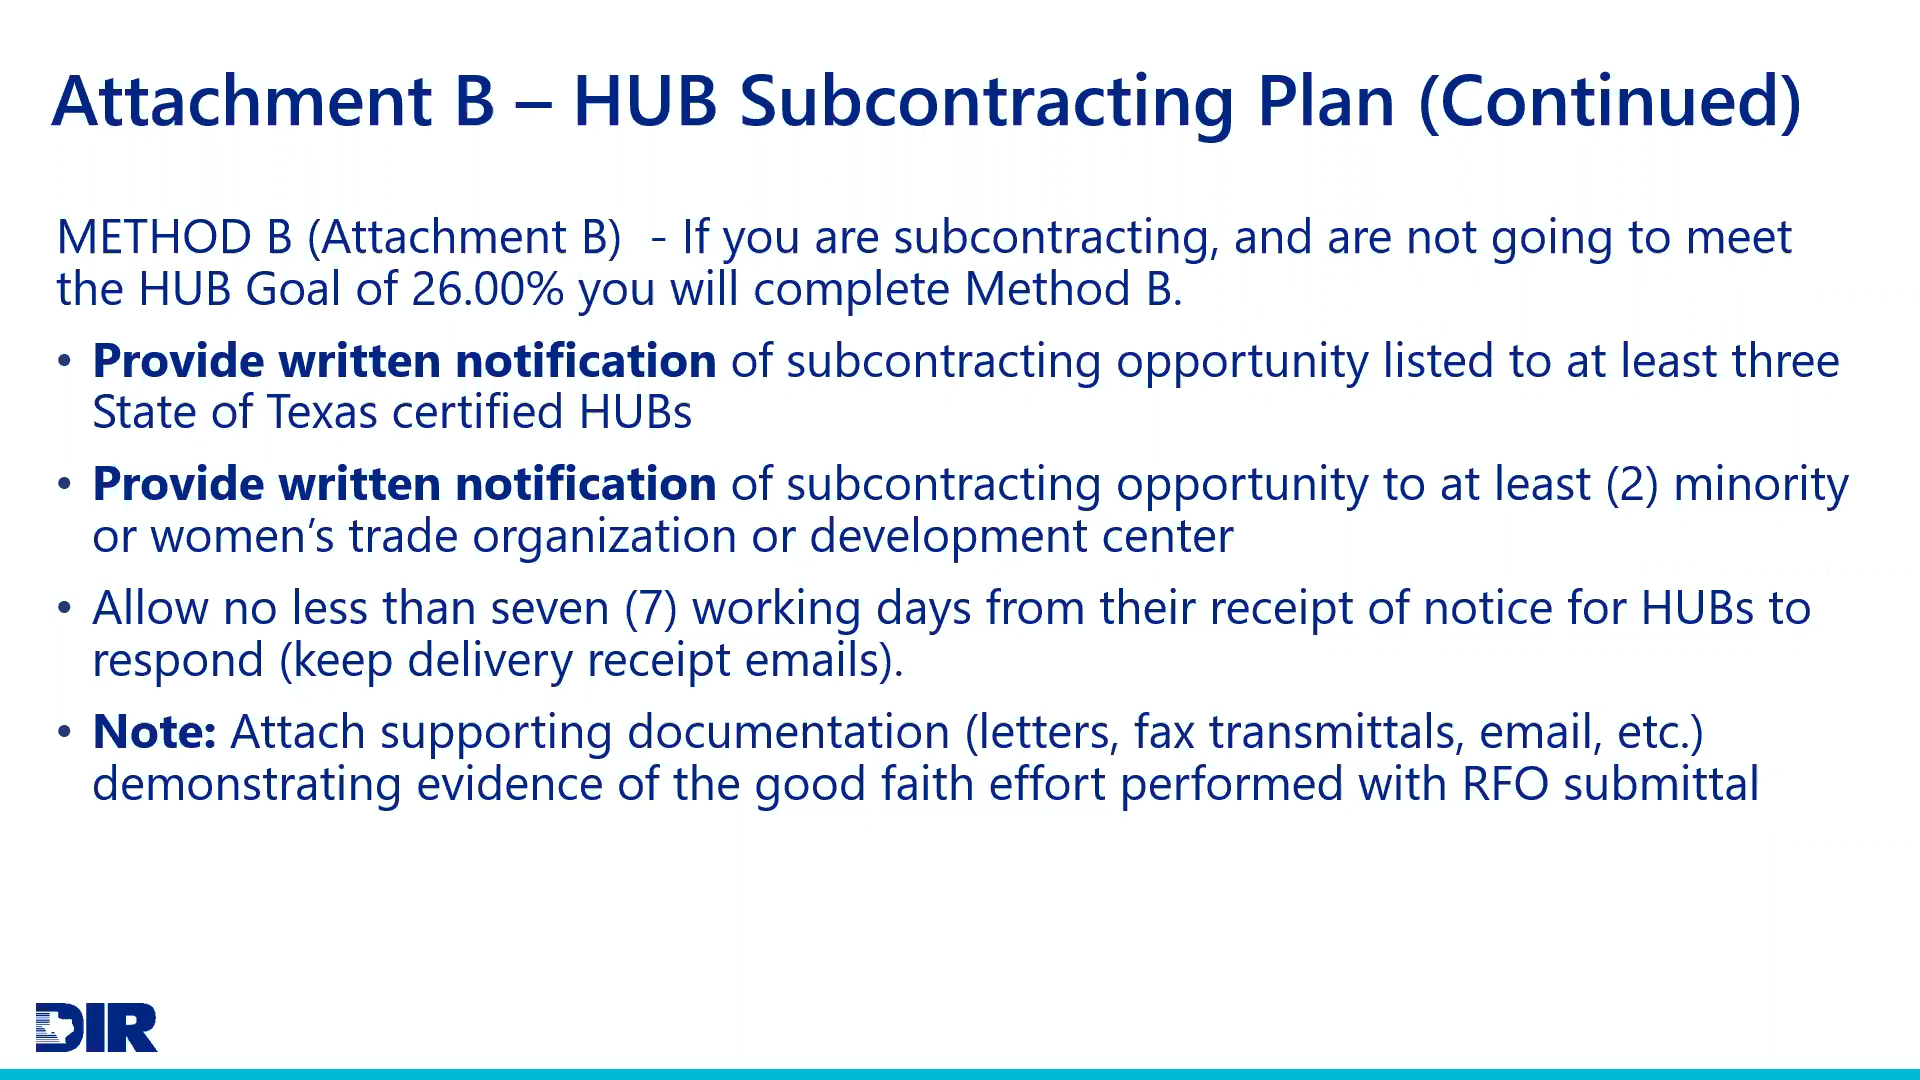 Attachment B – HUB Subcontracting Plan (Continued)
METHOD B (Attachment B)  - If you are subcontracting, and are not going to meet
the HUB Goal of 26.00% you will complete Method B.
• Provide written notification of subcontracting opportunity listed to at least three
State of Texas certified HUBs
• Provide written notification of subcontracting opportunity to at least (2) minority
or women’s trade organization or development center
• Allow no less than seven (7) working days from their receipt of notice for HUBs to
respond (keep delivery receipt emails).
• Note: Attach supporting documentation (letters, fax transmittals, email, etc.)
demonstrating evidence of the good faith effort performed with RFO submittal
DIR